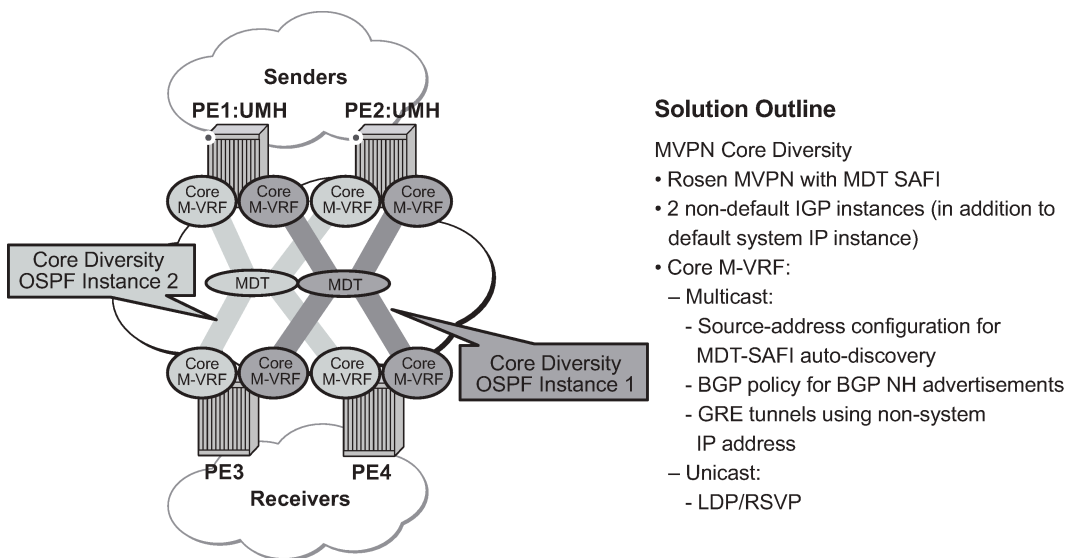 Senders
PE1:UMH
PE2:UMH
Core
M-VRF
Core
M-VRF
Core
M-VRF
Core
M-VRF
Core Diversity
OSPF Instance 2
MDT
MDT
Core
M-VRF
Core
M-VRF
Core
M-VRF
Core
M-VRF
Core Diversity
OSPF Instance 1
PE3
PE4
Receivers
Solution Outline
MVPN Core Diversity
• Rosen MVPN with MDT SAFI
• 2 non-default IGP instances (in addition to
default system IP instance)
• Core M-VRF:
– Multicast:
- Source-address configuration for
MDT-SAFI auto-discovery
- BGP policy for BGP NH advertisements
- GRE tunnels using non-system
IP address
– Unicast:
- LDP/RSVP